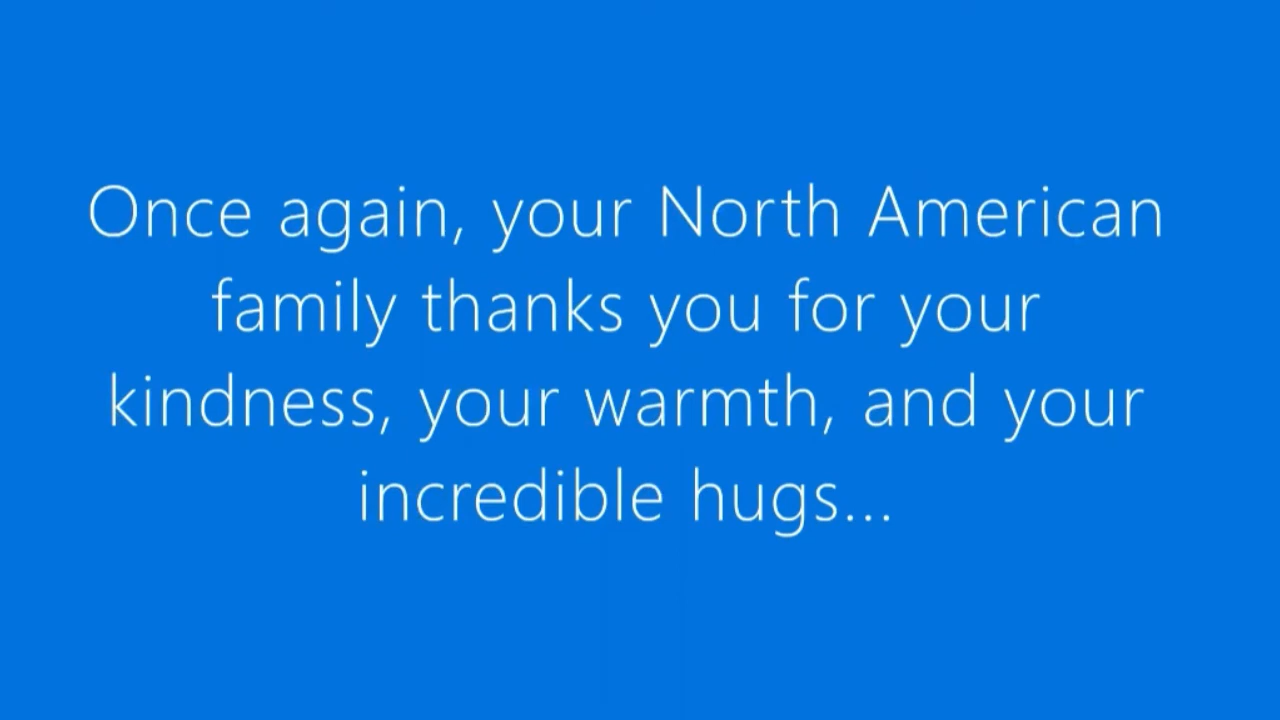 Once again, your North American
family thanks you for your
kindness, your warmth, and your
incredible hugs...